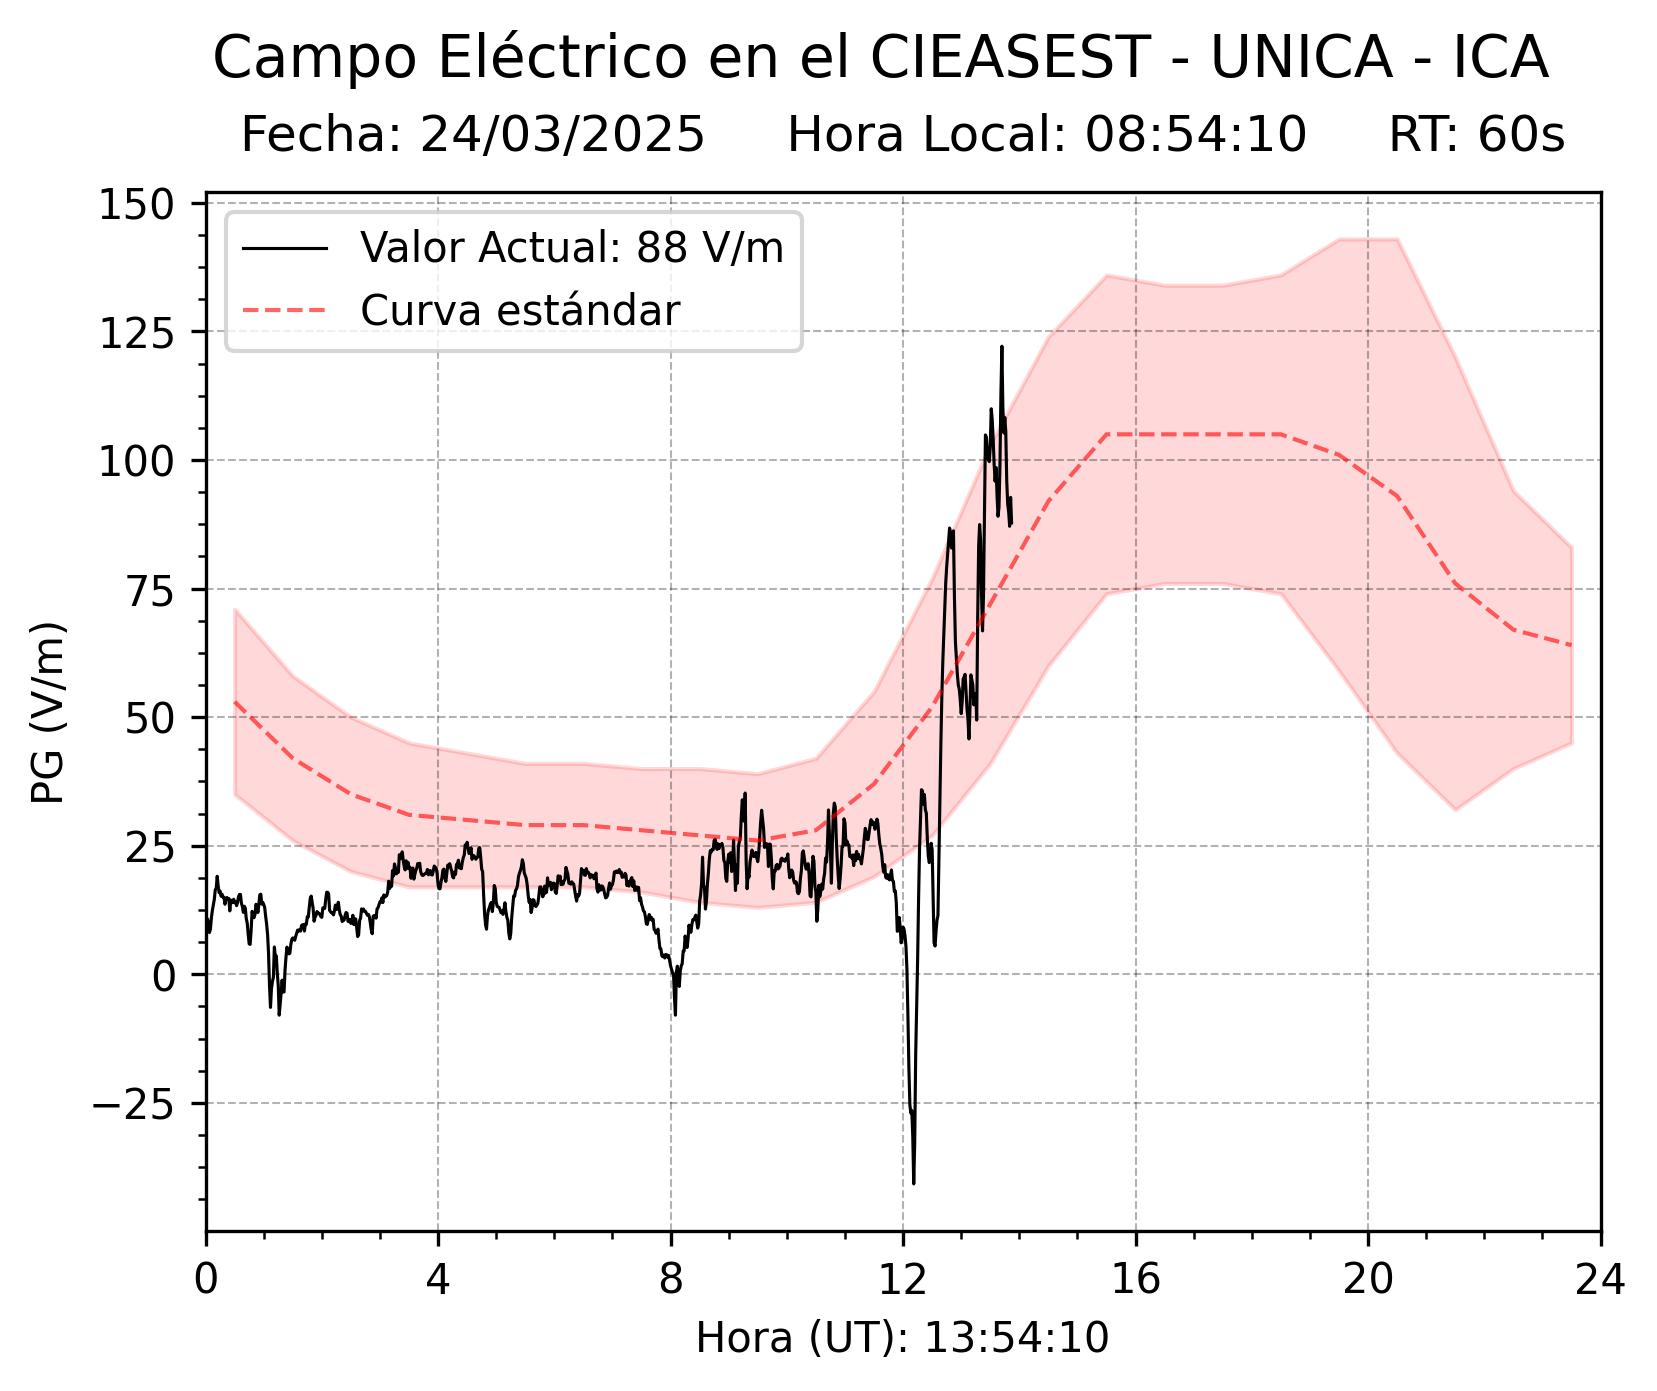 Campo Eléctrico en el CIEASEST - UNICA - ICA
Fecha: 24/03/2025 Hora Local: 08:54:10 RT: 60s
Valor Actual: 88 V/m
Curva estándar
PG (V/m)
150
125
100
75
50
25
0
−25
0 4 8 12 16 20 24
Hora (UT): 13:54:10